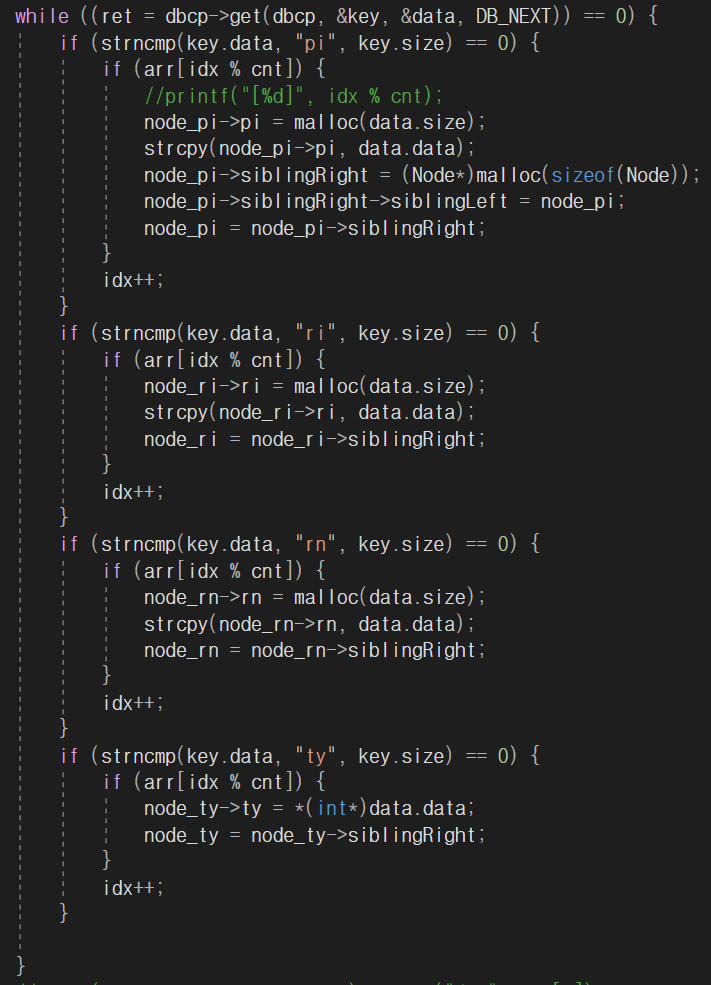 while ((ret = dbcp->get(dbcp, &key, &data, DB_NEXT)) == 0) {
    if (strncmp(key.data, "pi", key.size) == 0) {
        if (arr[idx % cnt]) {
            //printf("[%d]", idx % cnt);
            node_pi->pi = malloc(data.size);
            strcpy(node_pi->pi, data.data);
            node_pi->siblingRight = (Node*)malloc(sizeof(Node));
            node_pi->siblingRight->siblingLeft = node_pi;
            node_pi = node_pi->siblingRight;
        }
        idx++;
    }
    if (strncmp(key.data, "ri", key.size) == 0) {
        if (arr[idx % cnt]) {
            node_ri->ri = malloc(data.size);
            strcpy(node_ri->ri, data.data);
            node_ri = node_ri->siblingRight;
        }
        idx++;
    }
    if (strncmp(key.data, "rn", key.size) == 0) {
        if (arr[idx % cnt]) {
            node_rn->rn = malloc(data.size);
            strcpy(node_rn->rn, data.data);
            node_rn = node_rn->siblingRight;
        }
        idx++;
    }
    if (strncmp(key.data, "ty", key.size) == 0) {
        if (arr[idx % cnt]) {
            node_ty->ty = *(int*)data.data;
            node_ty = node_ty->siblingRight;
        }
        idx++;
    }
}